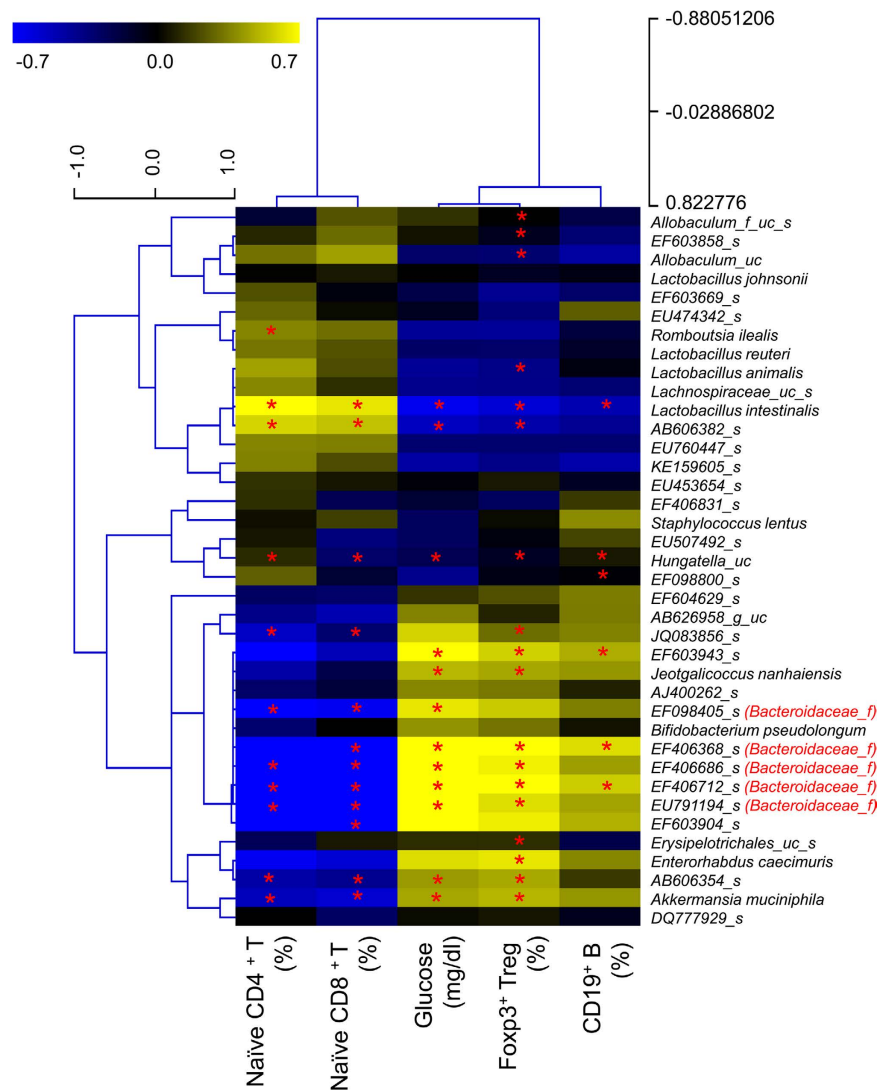 -0.7 0.0 0.7
-0.88051206
-0.02886802
0.822776
-1.0 0.0 1.0
Allobaculum_f_uc_s
EF603858_s
Allobaculum_uc
Lactobacillus johnsonii
EF603669_s
EU474342_s
Romboutsia ilealis
Lactobacillus reuteri
Lactobacillus animalis
Lachnospiraceae_uc_s
Lactobacillus intestinalis
AB606382_s
EU760447_s
KE159605_s
EU453654_s
EF406831_s
Staphylococcus lentus
EU507492_s
Hungatella_uc
EF098800_s
EF604629_s
AB626958_g_uc
JQ083856_s
EF603943_s
Jeotgalicoccus nanhaiensis
AJ400262_s
EF098405_s (Bacteroidaceae_f)
Bifidobacterium pseudolongum
EF406368_s (Bacteroidaceae_f)
EF406686_s (Bacteroidaceae_f)
EF406712_s (Bacteroidaceae_f)
EU791194_s (Bacteroidaceae_f)
EF603904_s
Erysipelotrichales_uc_s
Enterorhabdus caecimuris
AB606354_s
Akkermansia muciniphila
DQ777929_s
Naïve CD4 + T
(%)
Naïve CD8 + T
(%)
Glucose
(mg/dl)
Foxp3+ Treg
(%)
CD19+ B
(%)